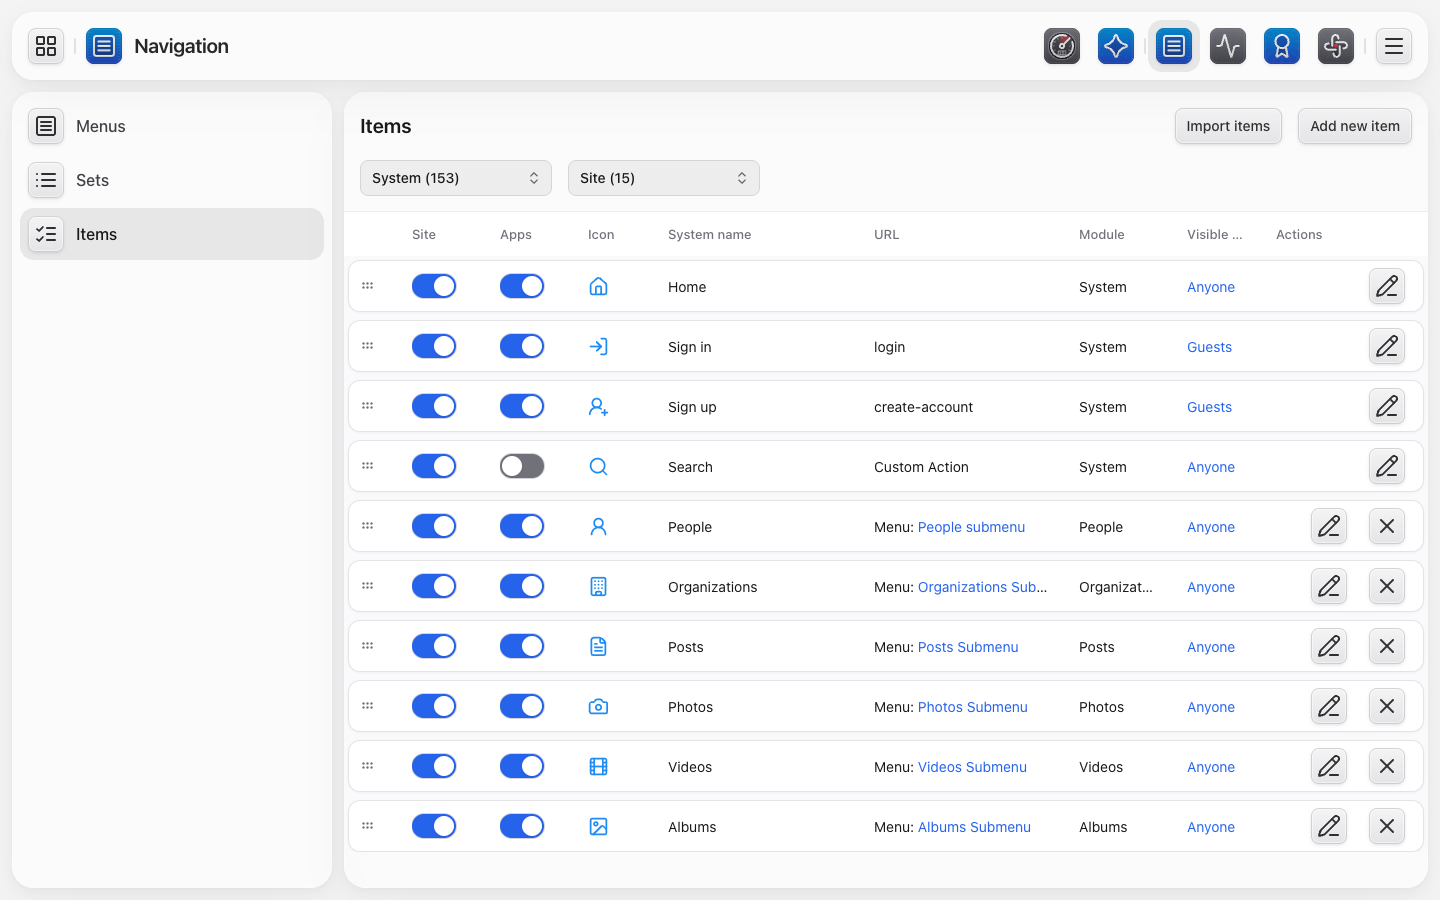 Navigation
Menus
Sets
Items
Items
Import items
Add new item
System (153)
Site (15)
Site Apps Icon System name URL Module Visible ... Actions
Home System Anyone
Sign in login System Guests
Sign up create-account System Guests
Search Custom Action System Anyone
People Menu: People submenu People Anyone
Organizations Menu: Organizations Sub... Organizat... Anyone
Posts Menu: Posts Submenu Posts Anyone
Photos Menu: Photos Submenu Photos Anyone
Videos Menu: Videos Submenu Videos Anyone
Albums Menu: Albums Submenu Albums Anyone